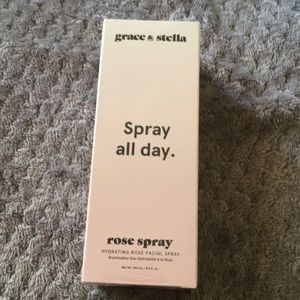 grace & stella
Spray
all day.
rose spray
HYDRATING ROSE FACIAL SPRAY